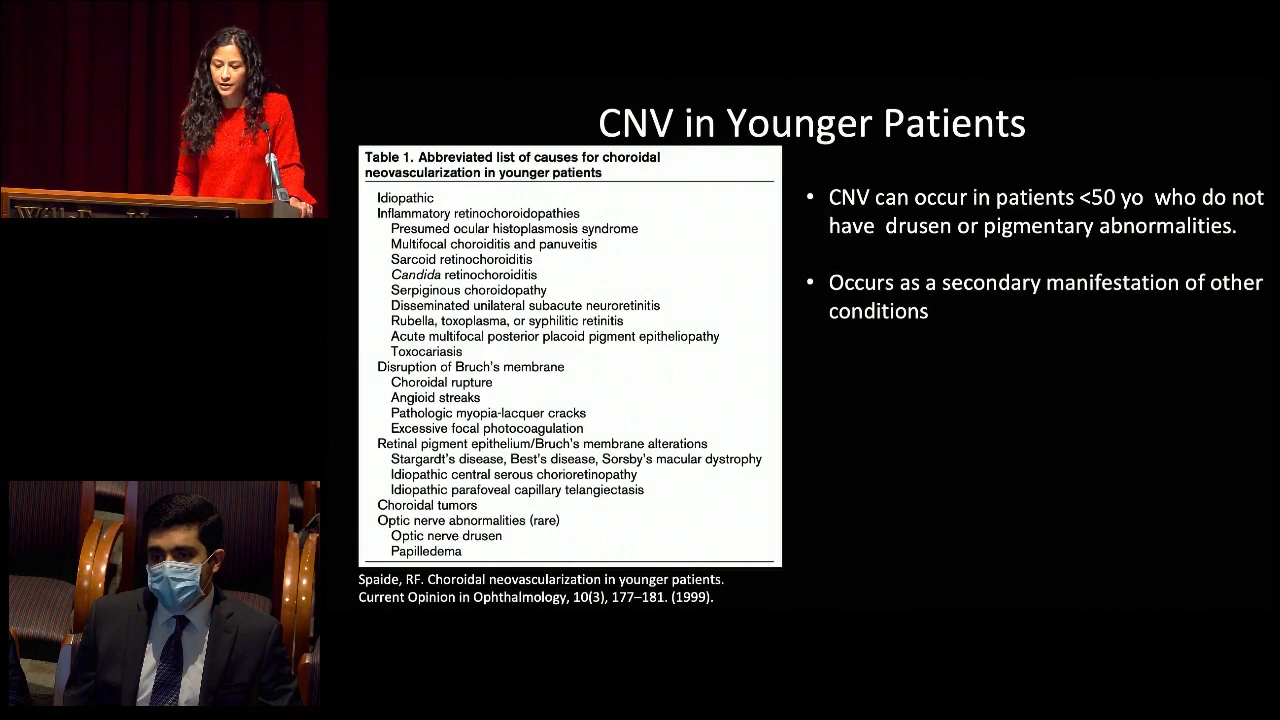 CNV in Younger Patients
Table 1. Abbreviated list of causes for choroidal
neovascularization in younger patients
Idiopathic
Inflammatory retinochoroidopathies
Presumed ocular histoplasmosis syndrome
Multifocal choroiditis and panuveitis
Sarcoid retinochoroiditis
Candida retinochoroiditis
Serpiginous choroidopathy
Disseminated unilateral subacute neuroretinitis
Rubella, toxoplasma, or syphilitic retinitis
Acute multifocal posterior placoid pigment epitheliopathy
Toxocariasis
Disruption of Bruch's membrane
Choroidal rupture
Angioid streaks
Pathologic myopia-lacquer cracks
Excessive focal photocoagulation
Retinal pigment epithelium/Bruch's membrane alterations
Stargardt's disease, Best's disease, Sorsby's macular dystrophy
Idiopathic central serous chorioretinopathy
Idiopathic parafoveal capillary telangiectasis
Choroidal tumors
Optic nerve abnormalities (rare)
Optic nerve drusen
Papilledema
Spaide, RF. Choroidal neovascularization in younger patients.
Current Opinion in Ophthalmology, 10(3), 177–181. (1999).
• CNV can occur in patients <50 yo who do not
have drusen or pigmentary abnormalities.
• Occurs as a secondary manifestation of other
conditions